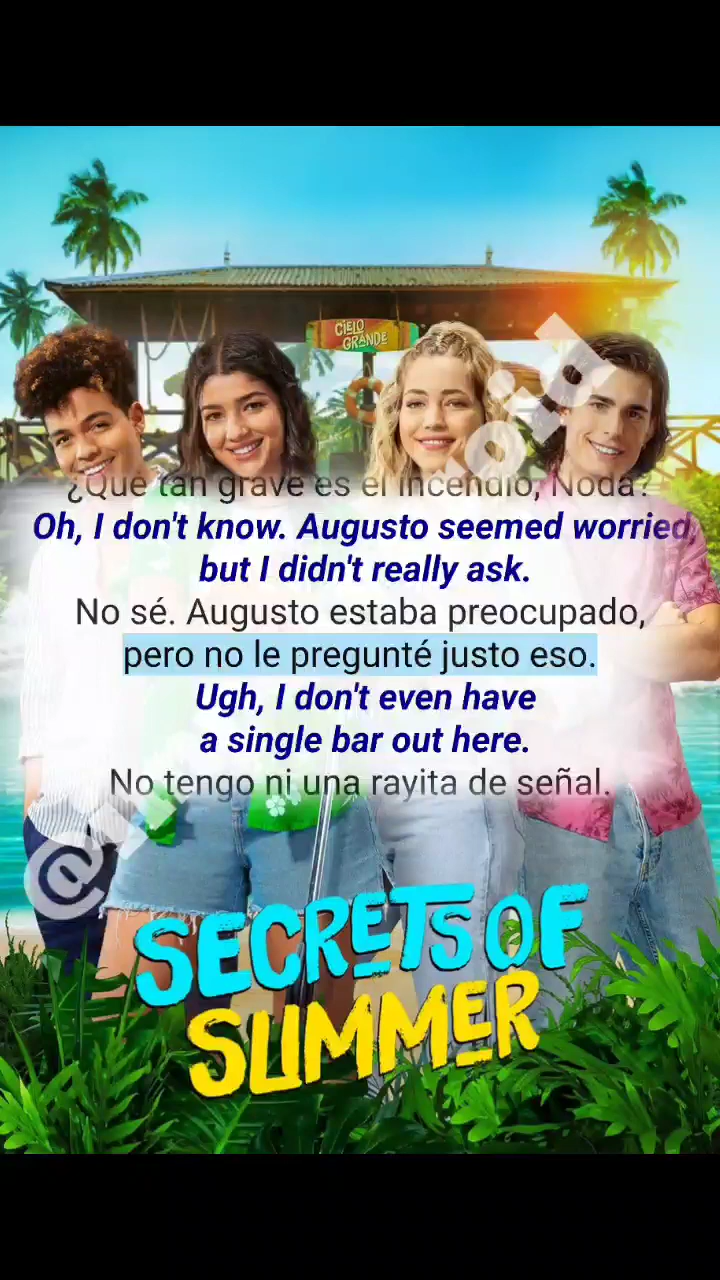 CIELO
GRANDE
¿Qué tan grave es el incendio, Noda?
Oh, I don't know. Augusto seemed worried,
but I didn't really ask.
No sé. Augusto estaba preocupado,
pero no le pregunté justo eso.
Ugh, I don't even have
a single bar out here.
No tengo ni una rayita de señal.
SECRETS OF
SUMMER